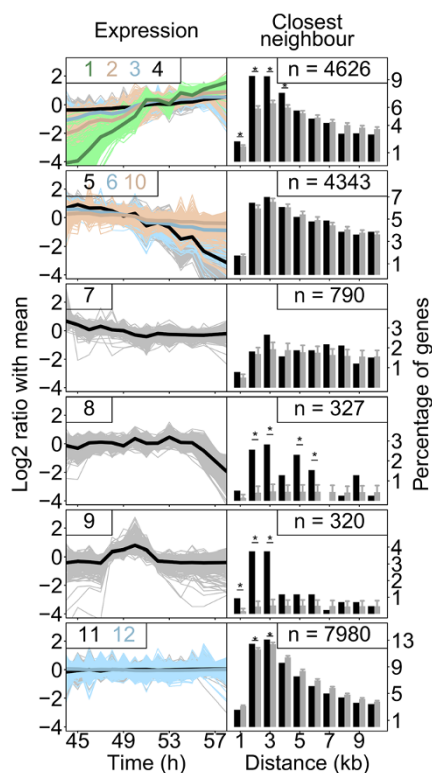 Expression
Closest
neighbour
Log2 ratio with mean
Percentage of genes
1 2 3 4
n = 4626
2
0
−2
−4
9
6
4
1
* * * *
5 6 10
n = 4343
2
0
−2
−4
7
5
3
1
7
n = 790
2
0
−2
−4
3
2
1
8
n = 327
2
0
−2
−4
3
2
1
* * * *
9
n = 320
2
0
−2
−4
4
3
2
1
* * *
11 12
n = 7980
2
0
−2
−4
13
9
5
1
* *
45 49 53 57
1 3 5 7 9
Time (h)
Distance (kb)